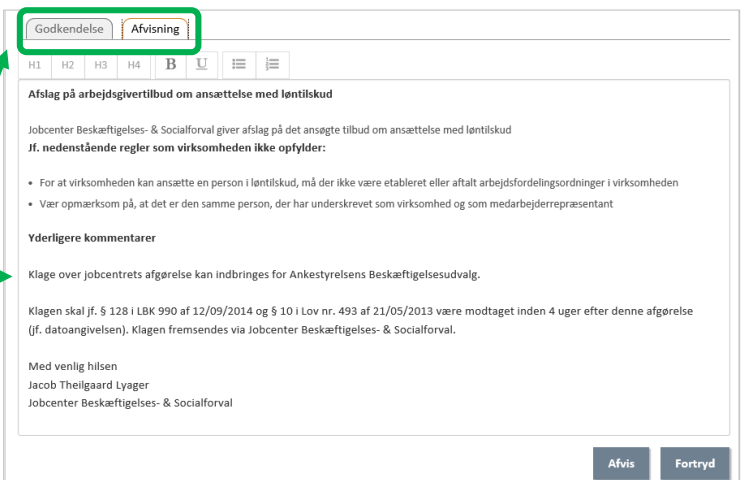 Godkendelse Afvisning
H1 H2 H3 H4 B U
Afslag på arbejdsgivertilbud om ansættelse med løntilskud
Jobcenter Beskæftigelses- & Socialforval giver afslag på det ansøgte tilbud om ansættelse med løntilskud
Jf. nedenstående regler som virksomheden ikke opfylder:
• For at virksomheden kan ansætte en person i løntilskud, må der ikke være etableret eller aftalt arbejdsfordelingsordninger i virksomheden
• Vær opmærksom på, at det er den samme person, der har underskrevet som virksomhed og som medarbejderrepræsentant
Yderligere kommentarer
Klage over jobcentrets afgørelse kan indbringes for Ankestyrelsens Beskæftigelsesudvalg.
Klagen skal jf. § 128 i LBK 990 af 12/09/2014 og § 10 i Lov nr. 493 af 21/05/2013 være modtaget inden 4 uger efter denne afgørelse
(jf. datoangivelsen). Klagen fremsendes via Jobcenter Beskæftigelses- & Socialforval.
Med venlig hilsen
Jacob Theilgaard Lyager
Jobcenter Beskæftigelses- & Socialforval
Afvis Fortryd